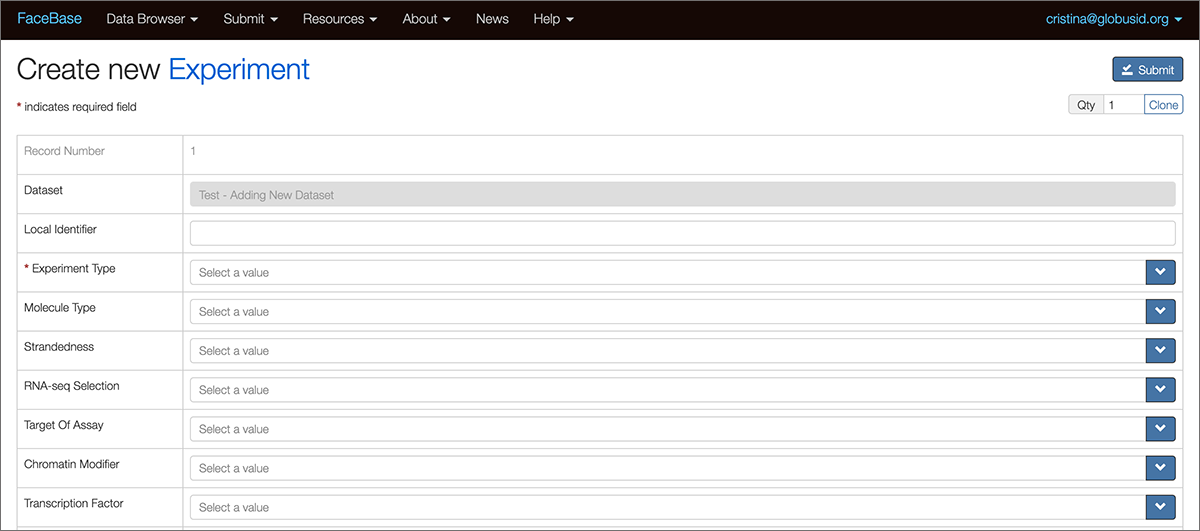 FaceBase Data Browser Submit Resources About News Help cristina@globusid.org
Create new Experiment Submit
* indicates required field Qty 1 Clone
Record Number 1
Dataset Test - Adding New Dataset
Local Identifier
* Experiment Type Select a value
Molecule Type Select a value
Strandedness Select a value
RNA-seq Selection Select a value
Target Of Assay Select a value
Chromatin Modifier Select a value
Transcription Factor Select a value